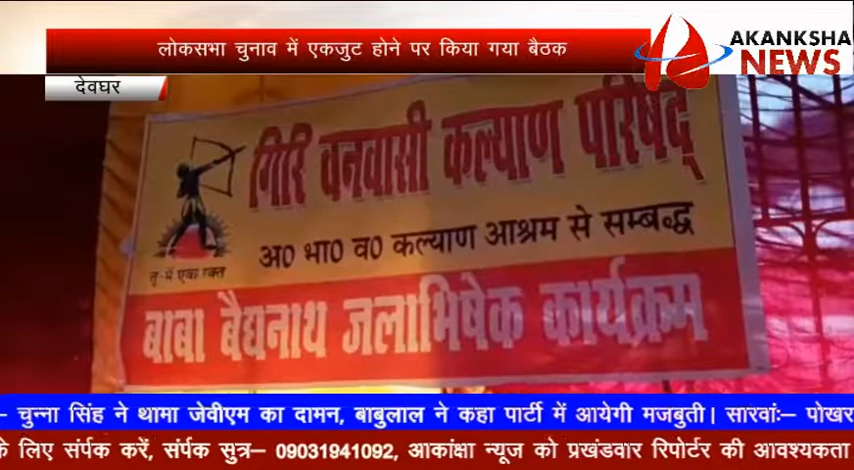 लोकसभा चुनाव में एकजुट होने पर किया गया बैठक
AKANKSHA
NEWS
देवघर
गिरि वनवासी कल्याण परिषद्
अ० भा० व० कल्याण आश्रम से सम्बद्ध
तु-में एक रक्त
बाबा बैद्यनाथ जलाभिषेक कार्यक्रम
- चुन्ना सिंह ने थामा जेवीएम का दामन, बाबुलाल ने कहा पार्टी में आयेगी मजबुती। सारवां:– पोखर
के लिए संपर्क करें, संपर्क सुत्र– 09031941092, आकांक्षा न्यूज को प्रखंडवार रिपोर्टर की आवश्यकता